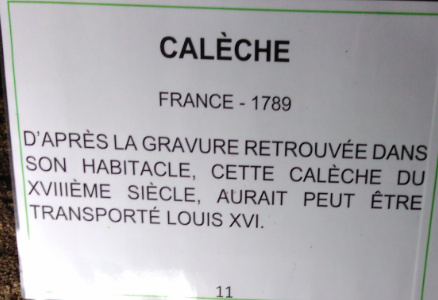 CALÈCHE
FRANCE - 1789
D'APRÈS LA GRAVURE RETROUVÉE DANS
SON HABITACLE, CETTE CALÈCHE DU
XVIIIÈME SIÈCLE, AURAIT PEUT ÊTRE
TRANSPORTÉ LOUIS XVI.
11